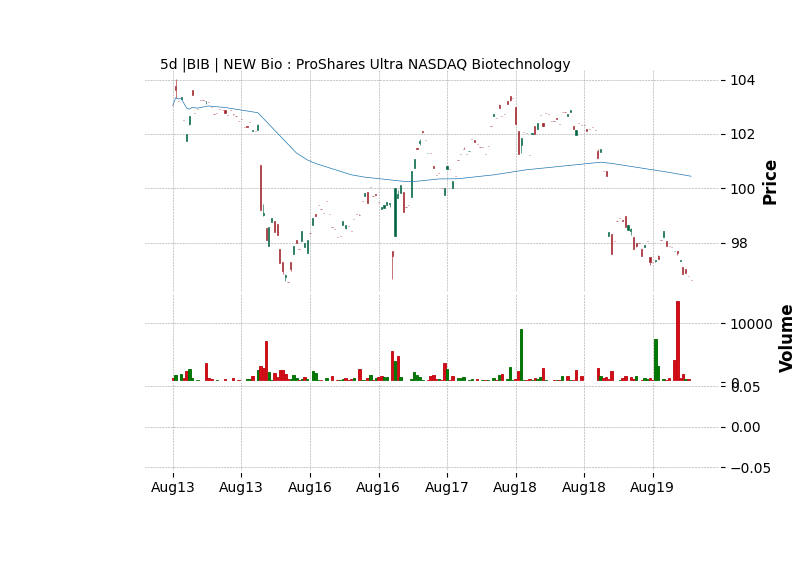 5d |BIB | NEW Bio : ProShares Ultra NASDAQ Biotechnology
104
102
100
98
Price
10000
0
Volume
0.05
0.00
−0.05
Aug13 Aug13 Aug16 Aug16 Aug17 Aug18 Aug18 Aug19